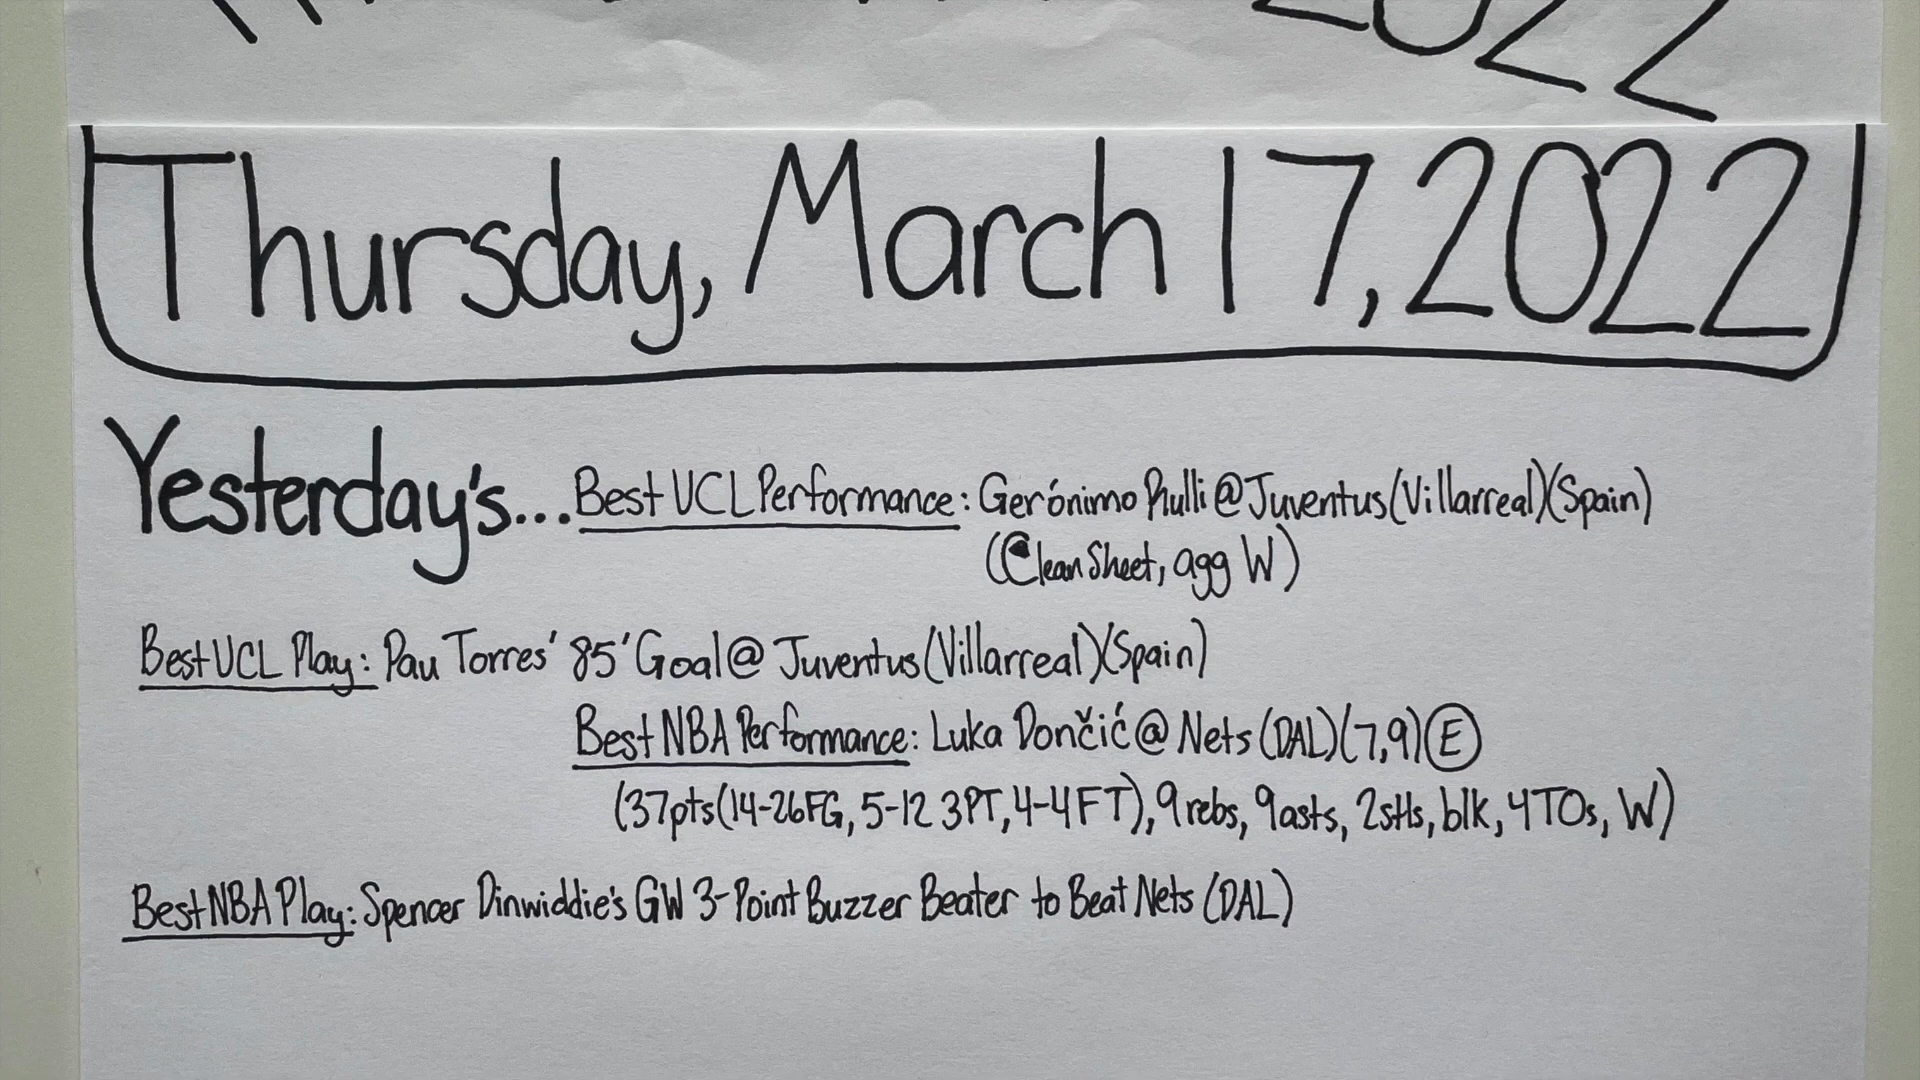 2022
Thursday, March 17, 2022
Yesterday's... Best UCL Performance: Gerónimo Rulli @ Juventus (Villarreal)(Spain)
(Clean Sheet, agg W)
Best UCL Play: Pau Torres' 85' Goal @ Juventus (Villarreal)(Spain)
Best NBA Performance: Luka Dončić @ Nets (DAL)(7,9)Ⓔ
(37pts(14-26FG, 5-12 3PT, 4-4FT), 9rebs, 9asts, 2stls, blk, 4TOs, W)
Best NBA Play: Spencer Dinwiddie's GW 3-Point Buzzer Beater to Beat Nets (DAL)